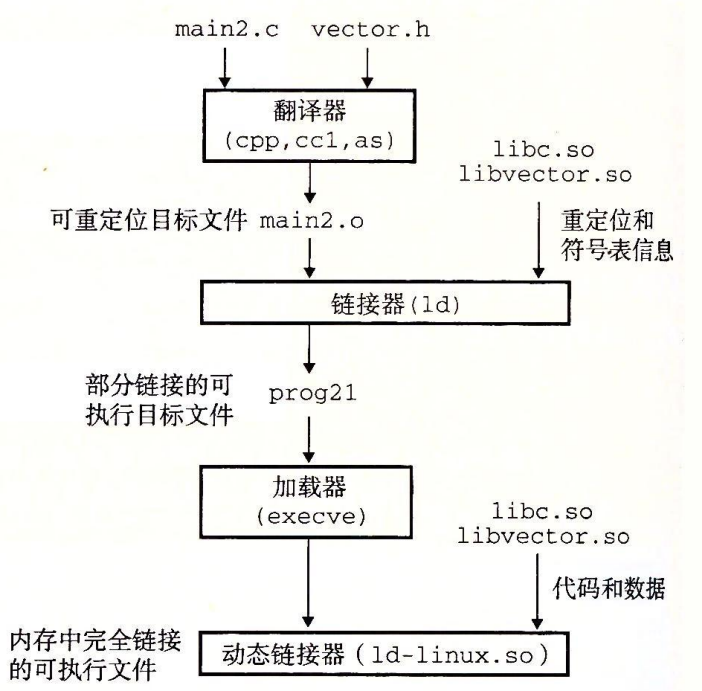 main2.c vector.h
翻译器
(cpp,cc1,as)
libc.so
libvector.so
可重定位目标文件 main2.o
重定位和
符号表信息
链接器(ld)
部分链接的可
执行目标文件
prog21
加载器
(execve)
libc.so
libvector.so
代码和数据
内存中完全链接
的可执行文件
动态链接器(ld-linux.so)